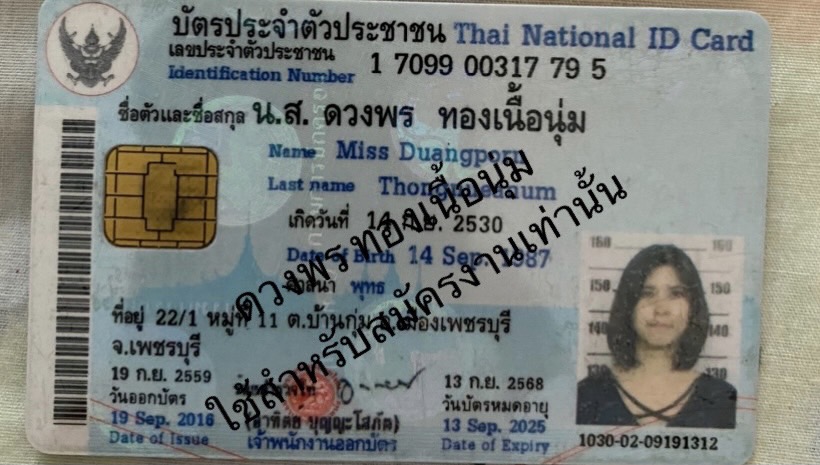 บัตรประจำตัวประชาชน Thai National ID Card
เลขประจำตัวประชาชน 1 7099 00317 79 5
Identification Number
ชื่อตัวและชื่อสกุล น.ส. ดวงพร ทองเนื้อนุ่ม
Name Miss Duangporn
Last name
เกิดวันที่ 14 ก.ย. 2530
Date of Birth 14 Sep. 1987
ศาสนา พุทธ
ที่อยู่ 22/1 หมู่ที่ 11 ต.บ้านกุ่ม อ.เมืองเพชรบุรี
จ.เพชรบุรี
19 ก.ย. 2559
วันออกบัตร
19 Sep. 2016
Date of Issue
เจ้าพนักงานออกบัตร
13 ก.ย. 2568
วันบัตรหมดอายุ
13 Sep. 2025
Date of Expiry
160 160
150 150
140 140
130 130
1030-02-09191312
ดวงพร ทองเนื้อนุ่ม
ใช้สำหรับสมัครงานเท่านั้น